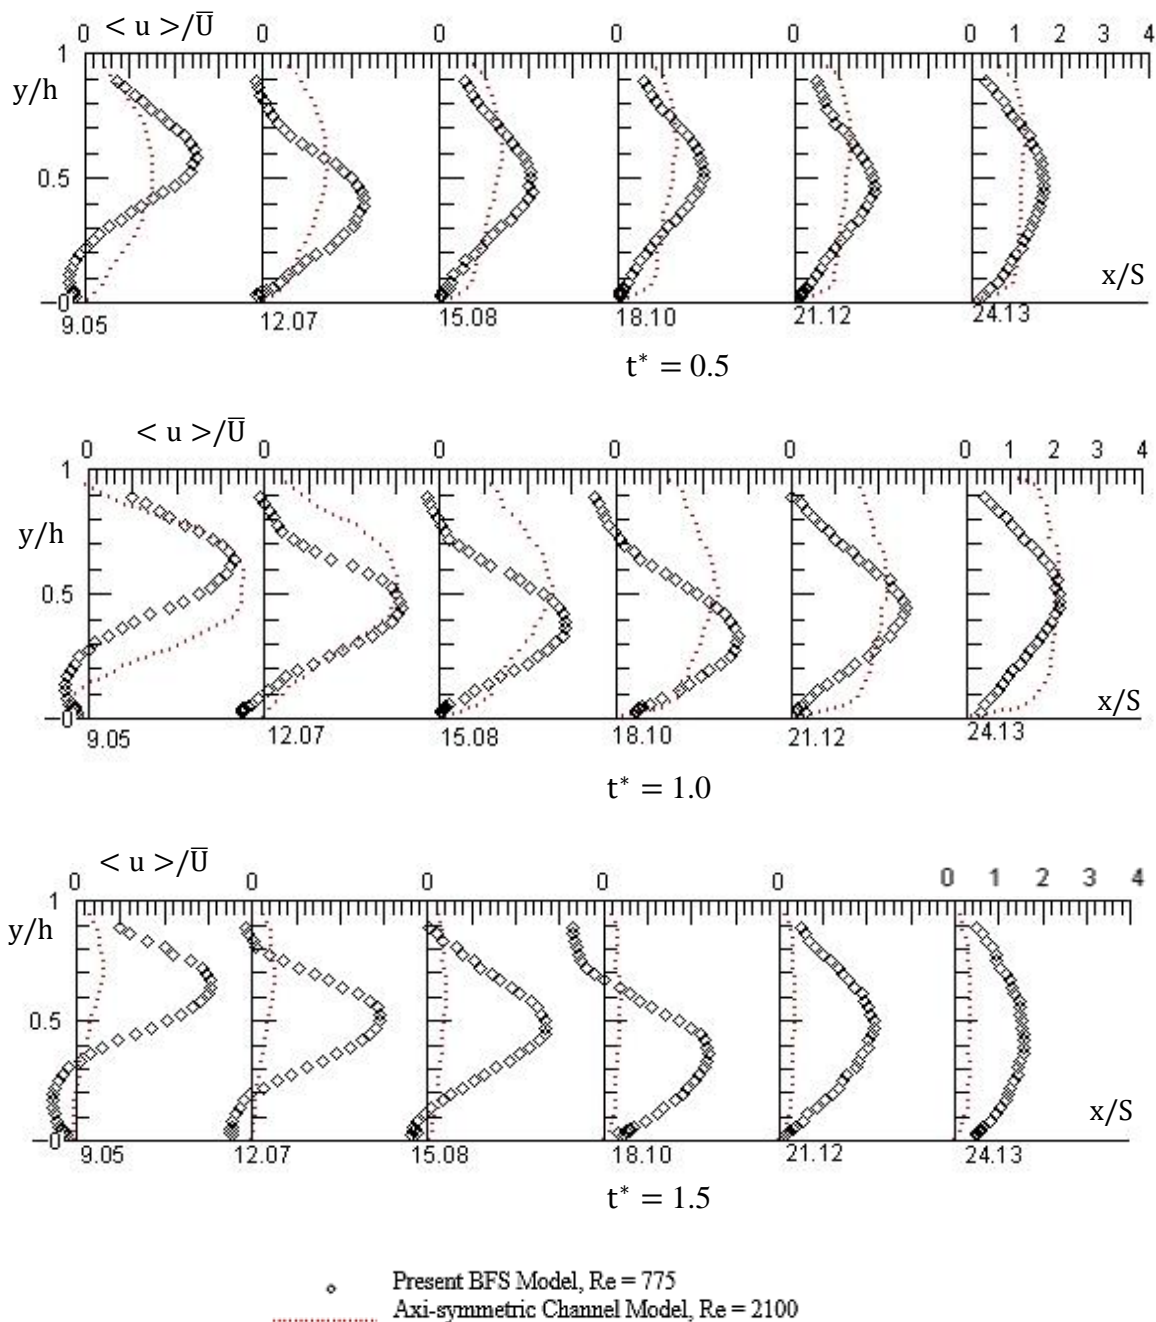 < u >/U̅
0 0 0 0 0 0 1 2 3 4
1
y/h
0.5
x/S
0
9.05 12.07 15.08 18.10 21.12 24.13
t* = 0.5
< u >/U̅
0 0 0 0 0 0 1 2 3 4
1
y/h
0.5
x/S
0
9.05 12.07 15.08 18.10 21.12 24.13
t* = 1.0
< u >/U̅
0 0 0 0 0 0 1 2 3 4
1
y/h
0.5
x/S
0
9.05 12.07 15.08 18.10 21.12 24.13
t* = 1.5
Present BFS Model, Re = 775
Axi-symmetric Channel Model, Re = 2100